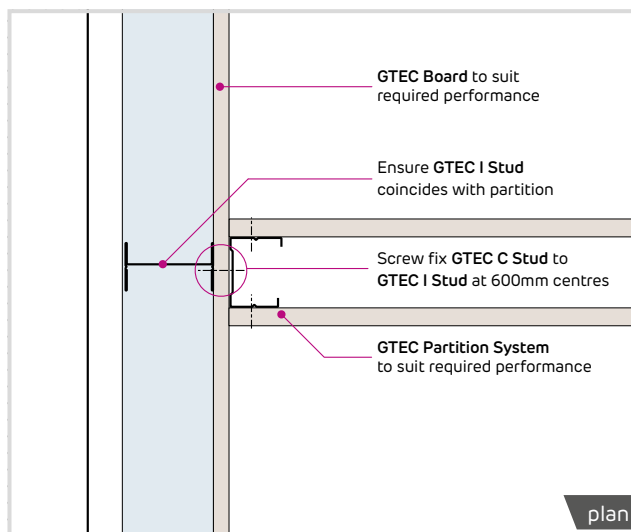 GTEC Board to suit
required performance
Ensure GTEC I Stud
coincides with partition
Screw fix GTEC C Stud to
GTEC I Stud at 600mm centres
GTEC Partition System
to suit required performance
plan